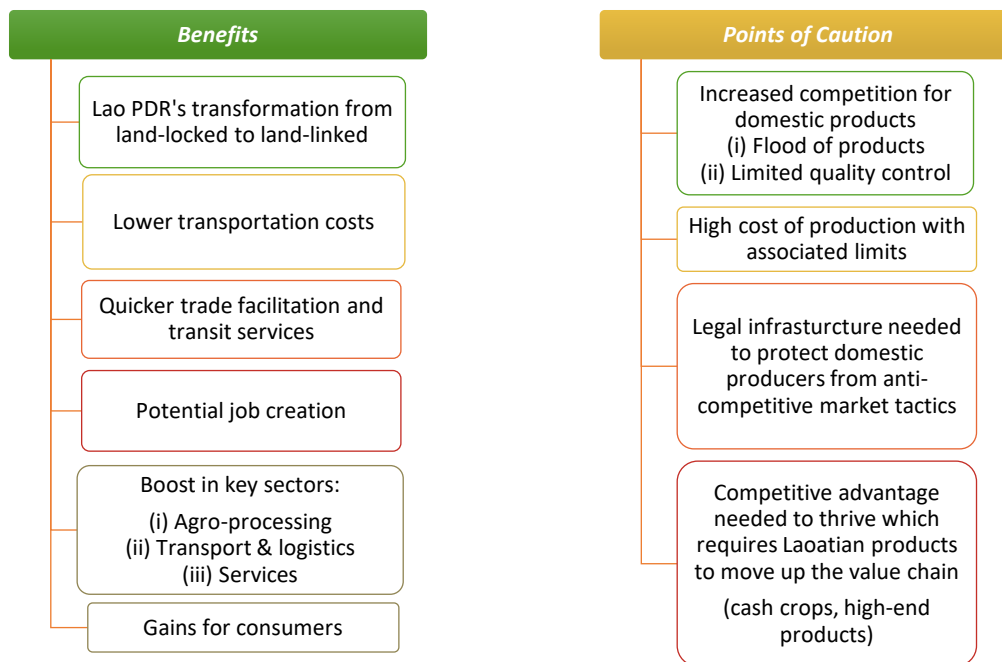 Benefits
Lao PDR's transformation from
land-locked to land-linked
Lower transportation costs
Quicker trade facilitation and
transit services
Potential job creation
Boost in key sectors:
(i) Agro-processing
(ii) Transport & logistics
(iii) Services
Gains for consumers
Points of Caution
Increased competition for
domestic products
(i) Flood of products
(ii) Limited quality control
High cost of production with
associated limits
Legal infrasturcture needed
to protect domestic
producers from anti-
competitive market tactics
Competitive advantage
needed to thrive which
requires Laoatian products
to move up the value chain
(cash crops, high-end
products)